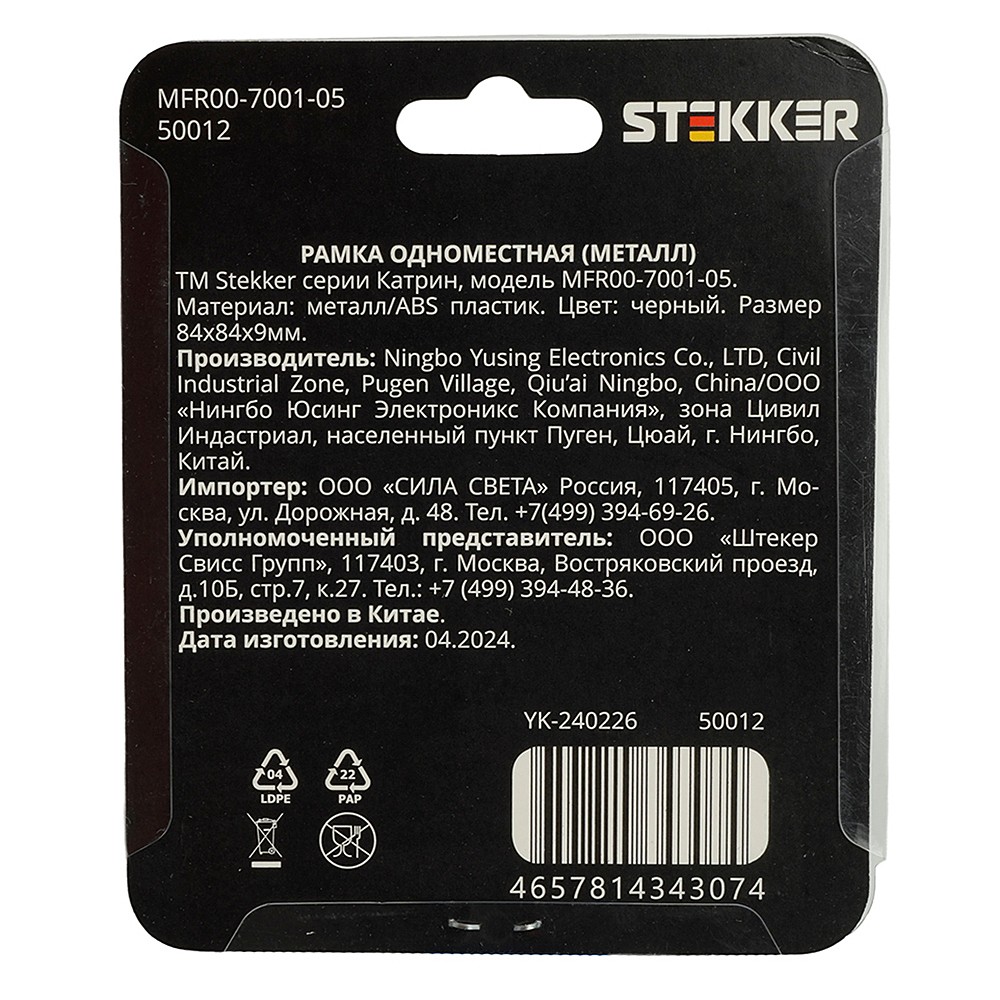 MFR00-7001-05
50012
STEKKER
РАМКА ОДНОМЕСТНАЯ (МЕТАЛЛ)
ТМ Stekker серии Катрин, модель MFR00-7001-05.
Материал: металл/ABS пластик. Цвет: черный. Размер
84х84х9мм.
Производитель: Ningbo Yusing Electronics Co., LTD, Civil
Industrial Zone, Pugen Village, Qiu’ai Ningbo, China/ООО
«Нингбо Юсинг Электроникс Компания», зона Цивил
Индастриал, населенный пункт Пуген, Цюай, г. Нингбо,
Китай.
Импортер: ООО «СИЛА СВЕТА» Россия, 117405, г. Мо-
сква, ул. Дорожная, д. 48. Тел. +7(499) 394-69-26.
Уполномоченный представитель: ООО «Штекер
Свисс Групп», 117403, г. Москва, Востряковский проезд,
д.10Б, стр.7, к.27. Тел.: +7 (499) 394-48-36.
Произведено в Китае.
Дата изготовления: 04.2024.
YK-240226 50012
04 22
LDPE PAP
4657814343074